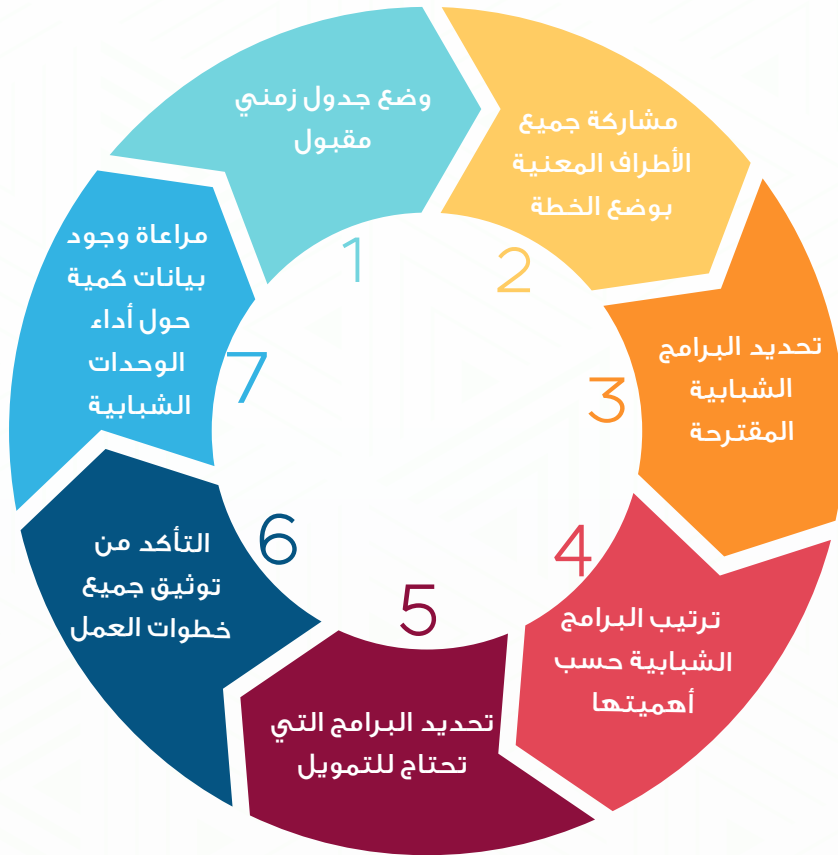 وضع جدول زمني
مقبول
1
مشاركة جميع
الأطراف المعنية
بوضع الخطة
2
تحديد البرامج
الشبابية
المقترحة
3
ترتيب البرامج
الشبابية حسب
أهميتها
4
تحديد البرامج التي
تحتاج للتمويل
5
التأكد من
توثيق جميع
خطوات العمل
6
مراعاة وجود
بيانات كمية
حول أداء
الوحدات
الشبابية
7